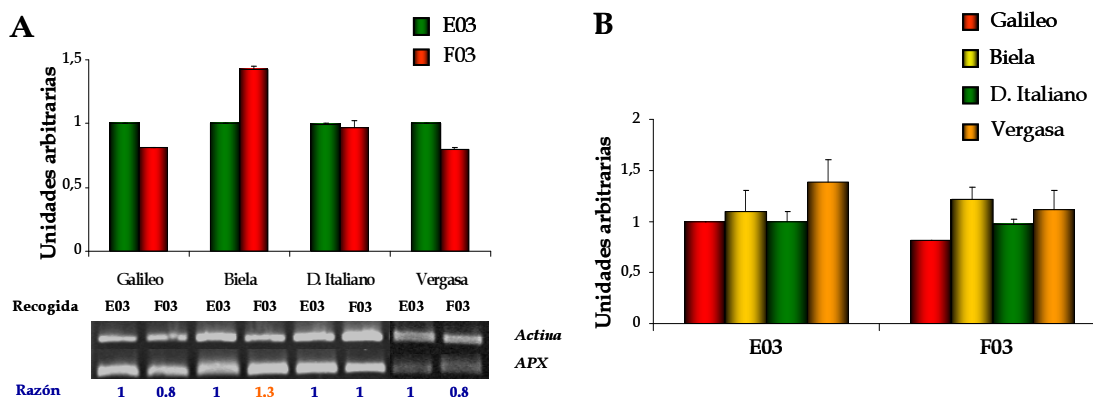 A
E03
F03
Unidades arbitrarias
1,5
1
0,5
0
Galileo Biela D. Italiano Vergasa
Recogida E03 F03 E03 F03 E03 F03 E03 F03
Actina
APX
Razón 1 0.8 1 1.3 1 1 1 0.8
B
Galileo
Biela
D. Italiano
Vergasa
Unidades arbitrarias
2
1,5
1
0,5
0
E03 F03